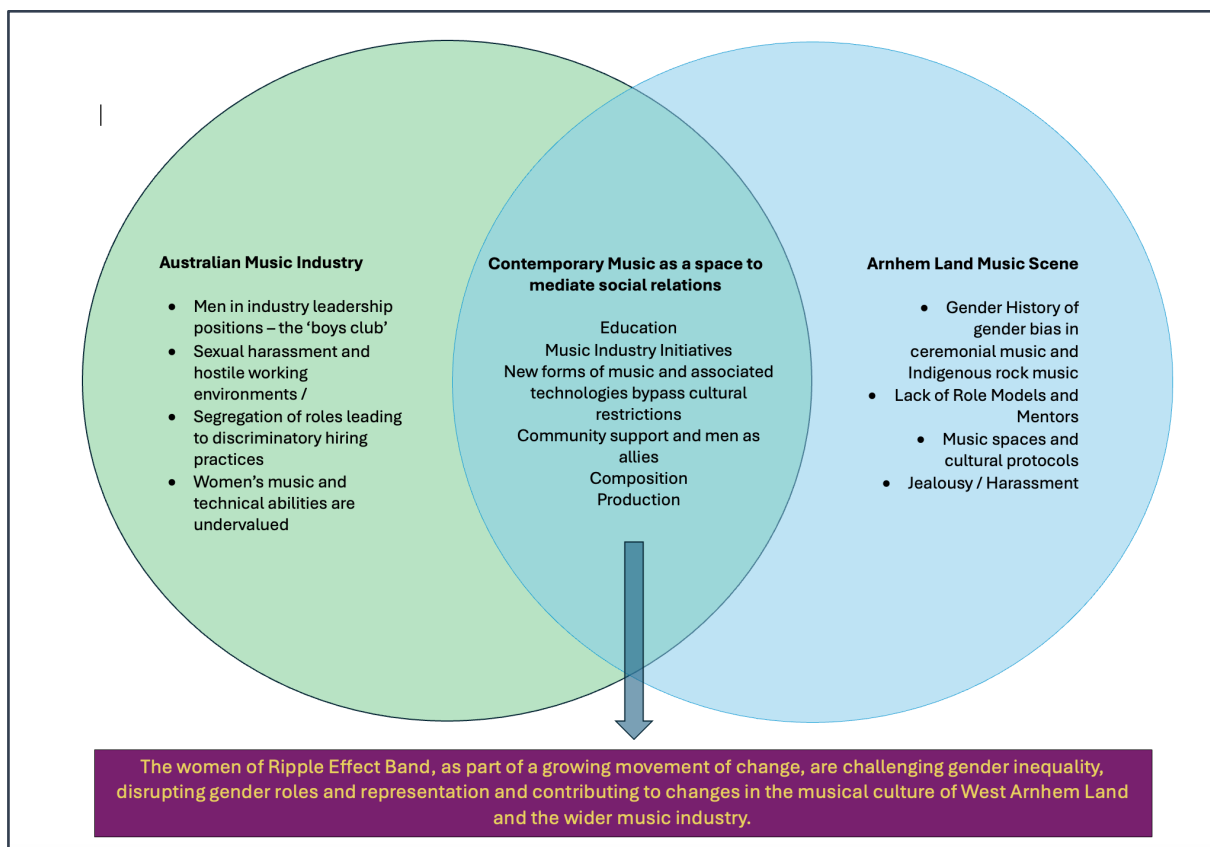 Australian Music Industry
• Men in industry leadership
positions – the ‘boys club’
• Sexual harassment and
hostile working
environments /
• Segregation of roles leading
to discriminatory hiring
practices
• Women’s music and
technical abilities are
undervalued
Contemporary Music as a space to
mediate social relations
Education
Music Industry Initiatives
New forms of music and associated
technologies bypass cultural
restrictions
Community support and men as
allies
Composition
Production
Arnhem Land Music Scene
• Gender History of
gender bias in
ceremonial music and
Indigenous rock music
• Lack of Role Models and
Mentors
• Music spaces and
cultural protocols
• Jealousy / Harassment
The women of Ripple Effect Band, as part of a growing movement of change, are challenging gender inequality,
disrupting gender roles and representation and contributing to changes in the musical culture of West Arnhem Land
and the wider music industry.